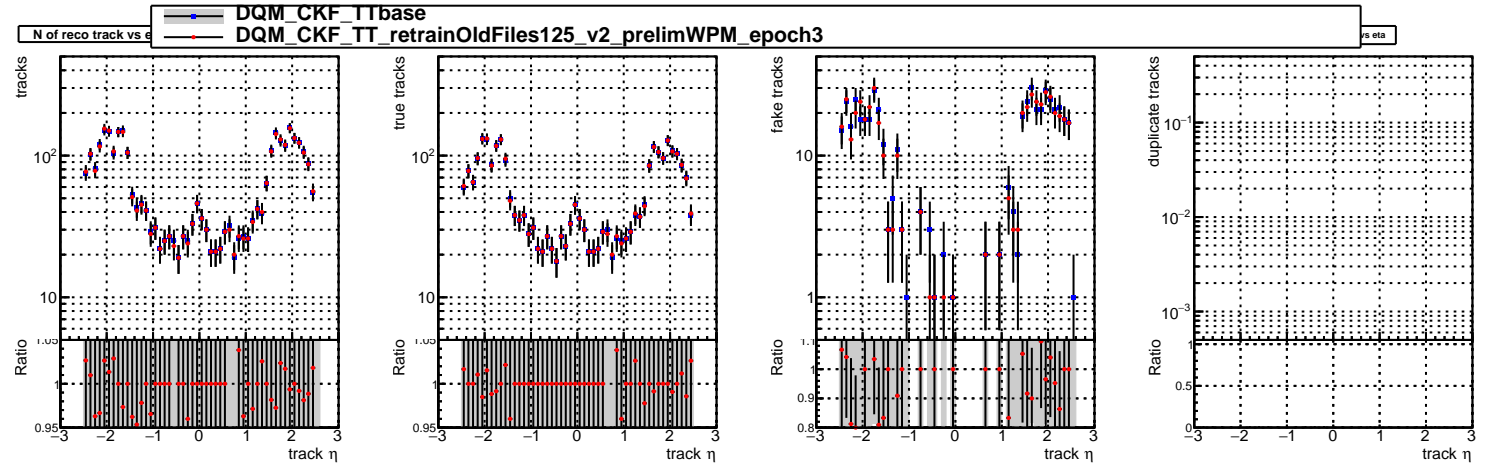 DQM_CKF_TTbase
DQM_CKF_TT_retrainOldFiles125_v2_prelimWPM_epoch3
N of reco track vs e
vs eta
tracks
10²
10
Ratio
1.05
1
0.95
−3 −2 −1 0 1 2 3
track η
true tracks
10²
10
Ratio
1.05
1
0.95
−3 −2 −1 0 1 2 3
track η
fake tracks
10²
10
1
Ratio
1.1
1
0.9
0.8
−3 −2 −1 0 1 2 3
track η
duplicate tracks
10⁻¹
10⁻²
10⁻³
Ratio
1
0.5
0
−3 −2 −1 0 1 2 3
track η